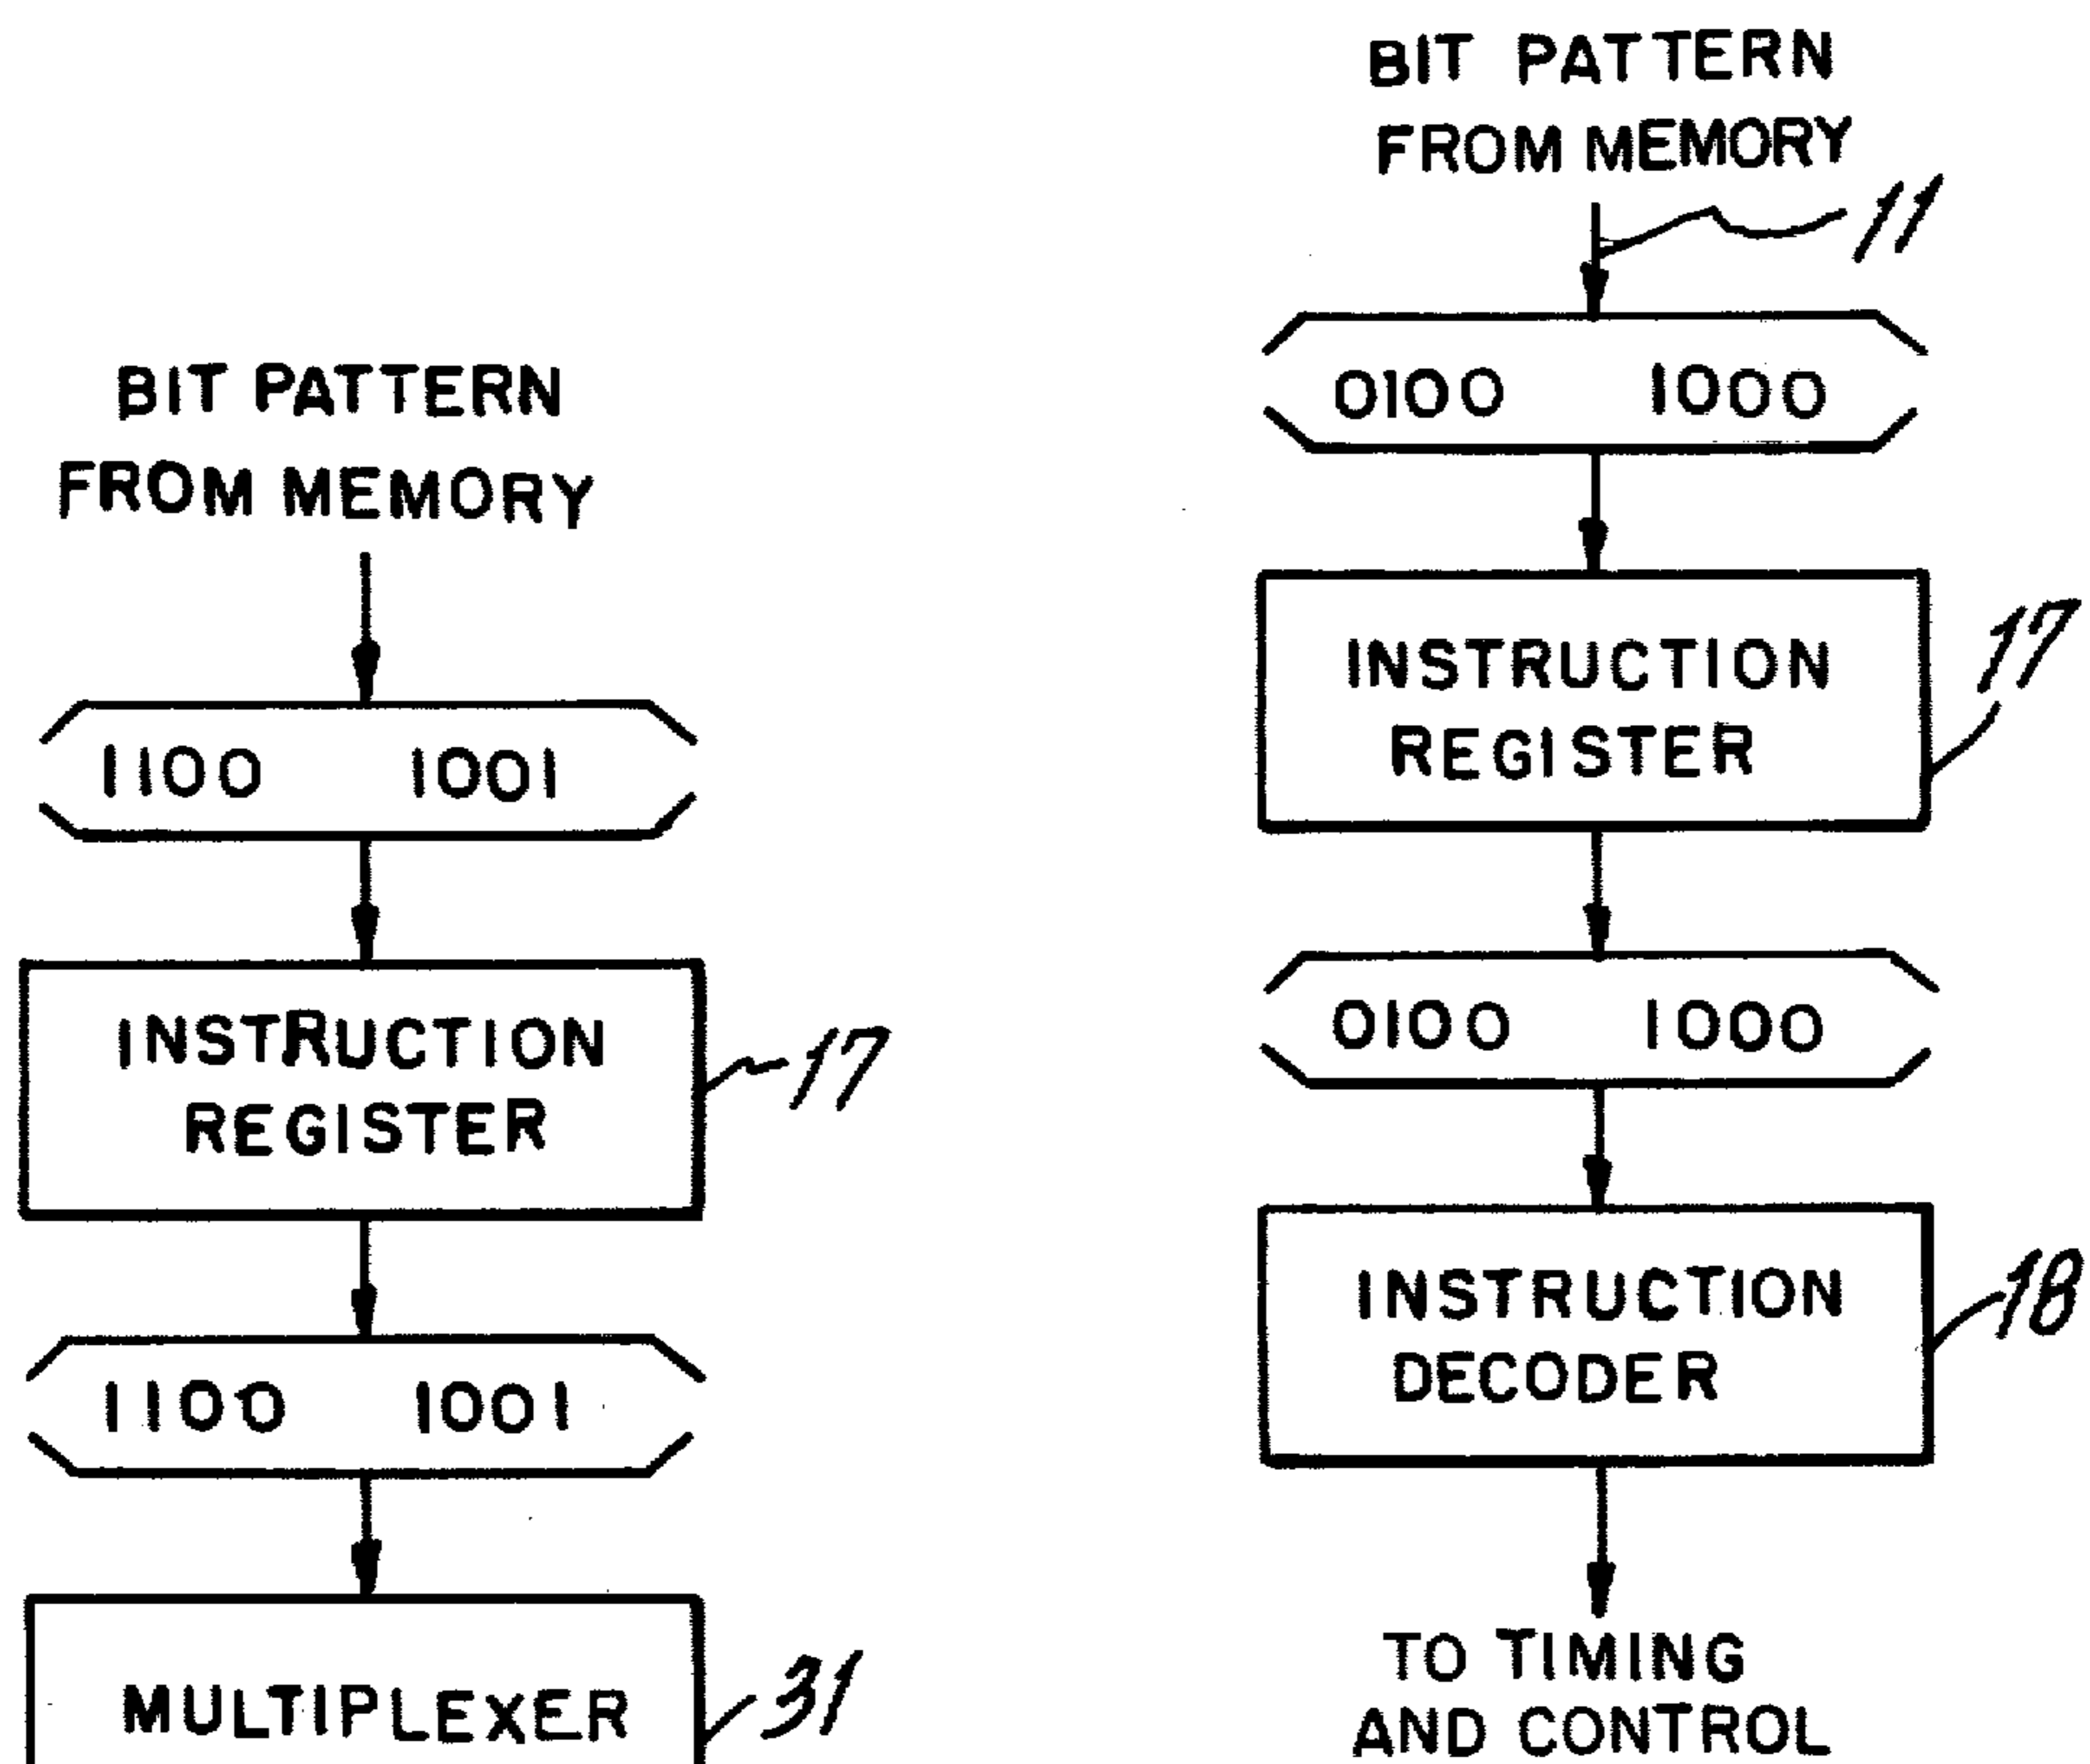 BIT PATTERN
FROM MEMORY
1100 1001
INSTRUCTION
REGISTER
17
1100 1001
MULTIPLEXER
31
BIT PATTERN
FROM MEMORY
11
0100 1000
INSTRUCTION
REGISTER
17
0100 1000
INSTRUCTION
DECODER
18
TO TIMING
AND CONTROL